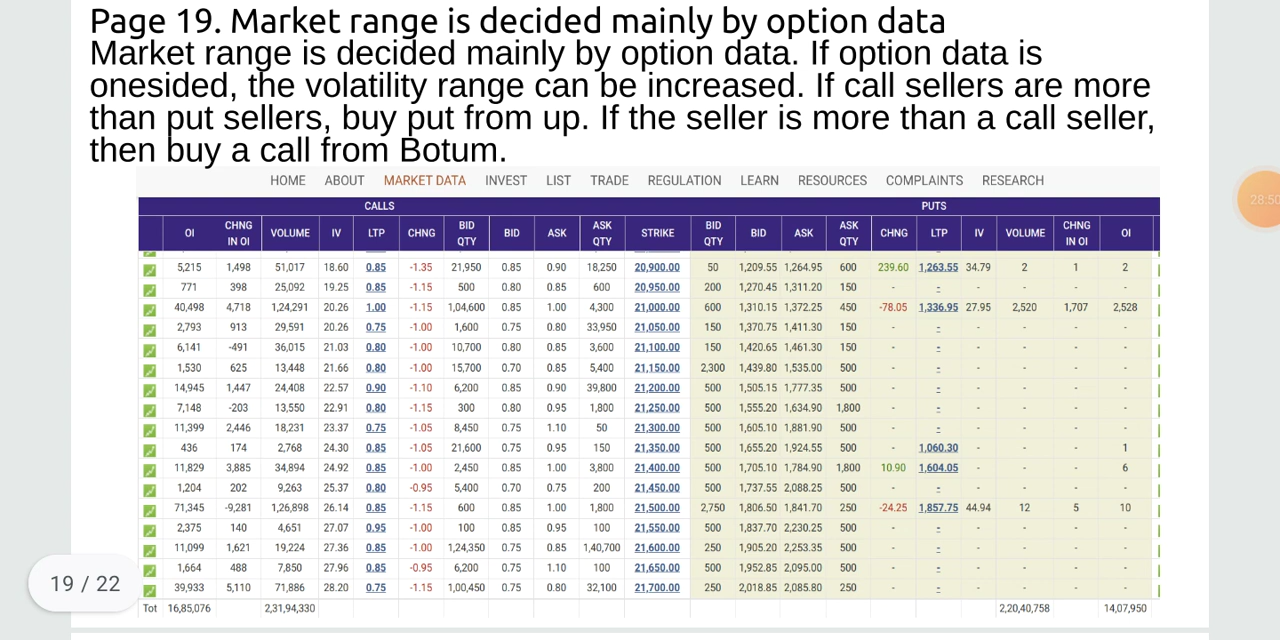 Page 19. Market range is decided mainly by option data
Market range is decided mainly by option data. If option data is
onesided, the volatility range can be increased. If call sellers are more
than put sellers, buy put from up. If the seller is more than a call seller,
then buy a call from Botum.
HOME ABOUT MARKET DATA INVEST LIST TRADE REGULATION LEARN RESOURCES COMPLAINTS RESEARCH
CALLS PUTS
OI CHNG IN OI VOLUME IV LTP CHNG BID QTY BID ASK ASK QTY STRIKE BID QTY BID ASK ASK QTY CHNG LTP IV VOLUME CHNG IN OI OI
5,215 1,498 51,017 18.60 0.85 -1.35 21,950 0.85 0.90 18,250 20,900.00 50 1,209.55 1,264.95 600 239.60 1,263.55 34.79 2 1 2
771 398 25,092 19.25 0.85 -1.15 500 0.80 0.85 600 20,950.00 200 1,270.45 1,311.20 150 - - - - - -
40,498 4,718 1,24,291 20.26 1.00 -1.15 1,04,600 0.85 1.00 4,300 21,000.00 600 1,310.15 1,372.25 450 -78.05 1,336.95 27.95 2,520 1,707 2,528
2,793 913 29,591 20.26 0.75 -1.00 1,600 0.75 0.80 33,950 21,050.00 150 1,370.75 1,411.30 150 - - - - - -
6,141 -491 36,015 21.03 0.80 -1.00 10,700 0.80 0.85 3,600 21,100.00 150 1,420.65 1,461.30 150 - - - - - -
1,530 625 13,448 21.66 0.80 -1.00 15,700 0.70 0.85 5,400 21,150.00 2,300 1,439.80 1,535.00 500 - - - - - -
14,945 1,447 24,408 22.57 0.90 -1.10 6,200 0.85 0.90 39,800 21,200.00 500 1,505.15 1,777.35 500 - - - - - -
7,148 -203 13,550 22.91 0.80 -1.15 300 0.80 0.95 1,800 21,250.00 500 1,555.20 1,634.90 1,800 - - - - - -
11,399 2,446 18,231 23.37 0.75 -1.05 8,450 0.75 1.10 50 21,300.00 500 1,605.10 1,881.90 500 - - - - - -
436 174 2,768 24.30 0.85 -1.05 21,600 0.75 0.95 150 21,350.00 500 1,655.20 1,924.55 500 - 1,060.30 - - - 1
11,829 3,885 34,894 24.92 0.85 -1.00 2,450 0.85 1.00 3,800 21,400.00 500 1,705.10 1,784.90 1,800 10.90 1,604.05 - - - 6
1,204 202 9,263 25.37 0.80 -0.95 5,400 0.70 0.75 200 21,450.00 500 1,737.55 2,088.25 500 - - - - - -
71,345 -9,281 1,26,898 26.14 0.85 -1.15 600 0.85 1.00 1,800 21,500.00 2,750 1,806.50 1,841.70 250 -24.25 1,857.75 44.94 12 5 10
2,375 140 4,651 27.07 0.95 -1.00 100 0.85 0.95 100 21,550.00 500 1,837.70 2,230.25 500 - - - - - -
11,099 1,621 19,224 27.36 0.85 -1.00 1,24,350 0.75 0.85 1,40,700 21,600.00 250 1,905.20 2,253.35 500 - - - - - -
1,664 488 7,850 27.96 0.85 -0.95 6,200 0.75 1.10 100 21,650.00 500 1,952.85 2,095.00 500 - - - - - -
39,933 5,110 71,886 28.20 0.75 -1.15 1,00,450 0.75 0.80 32,100 21,700.00 250 2,018.85 2,085.80 250 - - - - - -
Tot 16,85,076 2,31,94,330 2,20,40,758 14,07,950
19 / 22
28:50